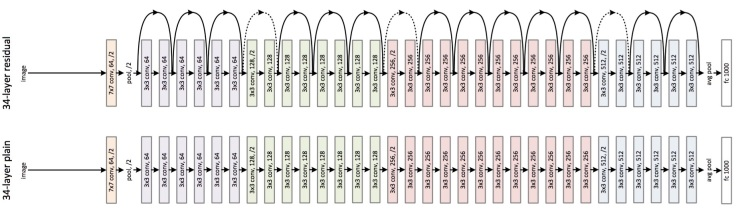 34-layer residual
image
7x7 conv, 64, /2
pool, /2
3x3 conv, 64
3x3 conv, 64
3x3 conv, 64
3x3 conv, 64
3x3 conv, 64
3x3 conv, 64
3x3 conv, 128, /2
3x3 conv, 128
3x3 conv, 128
3x3 conv, 128
3x3 conv, 128
3x3 conv, 128
3x3 conv, 128
3x3 conv, 128
3x3 conv, 256, /2
3x3 conv, 256
3x3 conv, 256
3x3 conv, 256
3x3 conv, 256
3x3 conv, 256
3x3 conv, 256
3x3 conv, 256
3x3 conv, 256
3x3 conv, 256
3x3 conv, 256
3x3 conv, 256
3x3 conv, 512, /2
3x3 conv, 512
3x3 conv, 512
3x3 conv, 512
3x3 conv, 512
3x3 conv, 512
avg pool
fc 1000
34-layer plain
image
7x7 conv, 64, /2
pool, /2
3x3 conv, 64
3x3 conv, 64
3x3 conv, 64
3x3 conv, 64
3x3 conv, 64
3x3 conv, 64
3x3 conv, 128, /2
3x3 conv, 128
3x3 conv, 128
3x3 conv, 128
3x3 conv, 128
3x3 conv, 128
3x3 conv, 128
3x3 conv, 128
3x3 conv, 256, /2
3x3 conv, 256
3x3 conv, 256
3x3 conv, 256
3x3 conv, 256
3x3 conv, 256
3x3 conv, 256
3x3 conv, 256
3x3 conv, 256
3x3 conv, 256
3x3 conv, 256
3x3 conv, 256
3x3 conv, 512, /2
3x3 conv, 512
3x3 conv, 512
3x3 conv, 512
3x3 conv, 512
3x3 conv, 512
avg pool
fc 1000